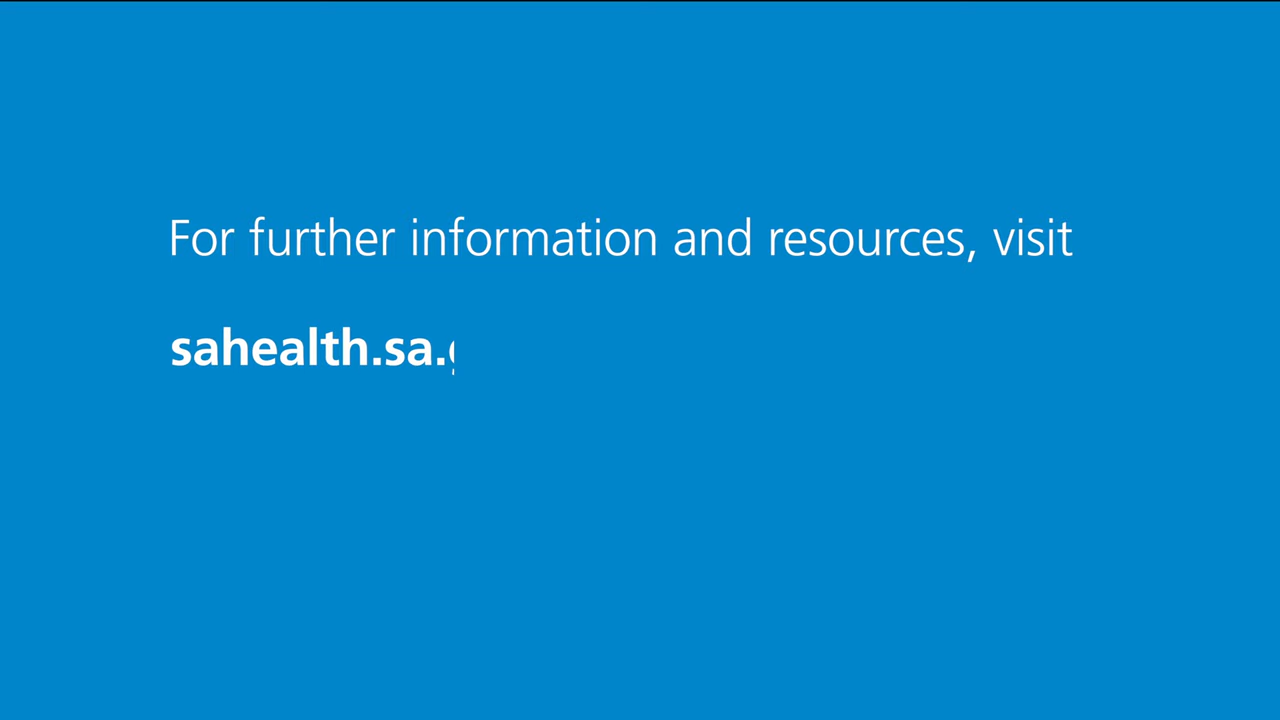 For further information and resources, visit
sahealth.sa.